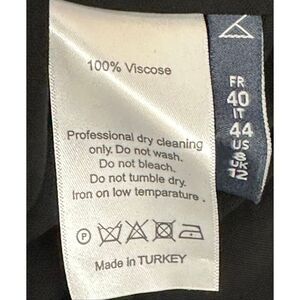 100% Viscose
Professional dry cleaning
only. Do not wash.
Do not bleach.
Do not tumble dry.
Iron on low temparature .
P
Made in TURKEY
FR
40
IT
44
US
8
UK
12